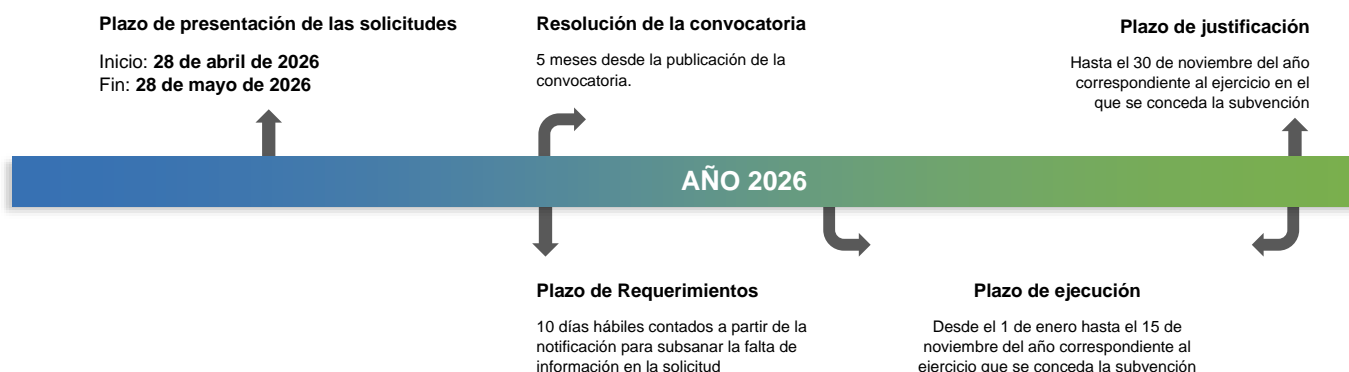 Plazo de presentación de las solicitudes
Inicio: 28 de abril de 2026
Fin: 28 de mayo de 2026
Resolución de la convocatoria
5 meses desde la publicación de la
convocatoria.
Plazo de justificación
Hasta el 30 de noviembre del año
correspondiente al ejercicio en el
que se conceda la subvención
AÑO 2026
Plazo de Requerimientos
10 días hábiles contados a partir de la
notificación para subsanar la falta de
información en la solicitud
Plazo de ejecución
Desde el 1 de enero hasta el 15 de
noviembre del año correspondiente al
ejercicio que se conceda la subvención